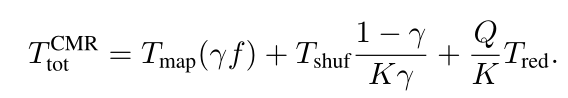 $T_{\text{tot}}^{\text{CMR}} = T_{\text{map}}(\gamma f) + T_{\text{shuf}} \frac{1-\gamma}{K\gamma} + \frac{Q}{K} T_{\text{red}}.$